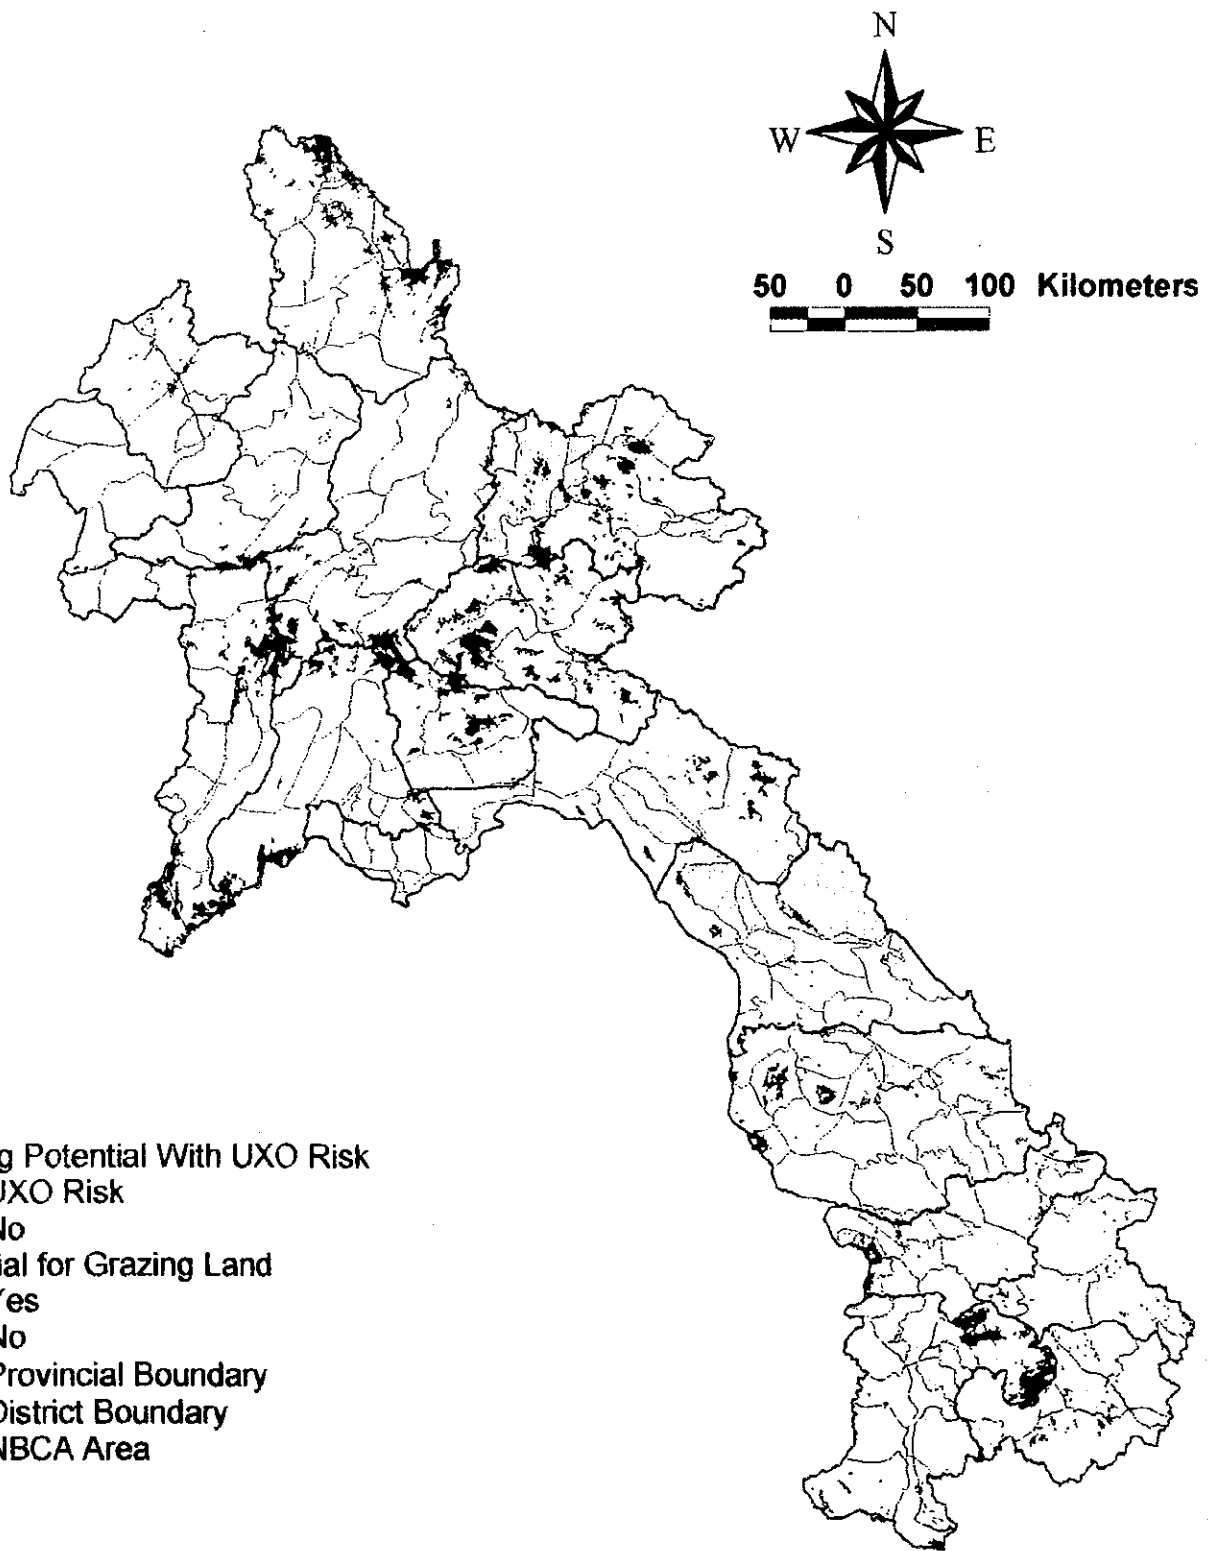 N
W E
S
50 0 50 100 Kilometers
g Potential With UXO Risk
UXO Risk
No
ial for Grazing Land
Yes
No
Provincial Boundary
District Boundary
NBCA Area